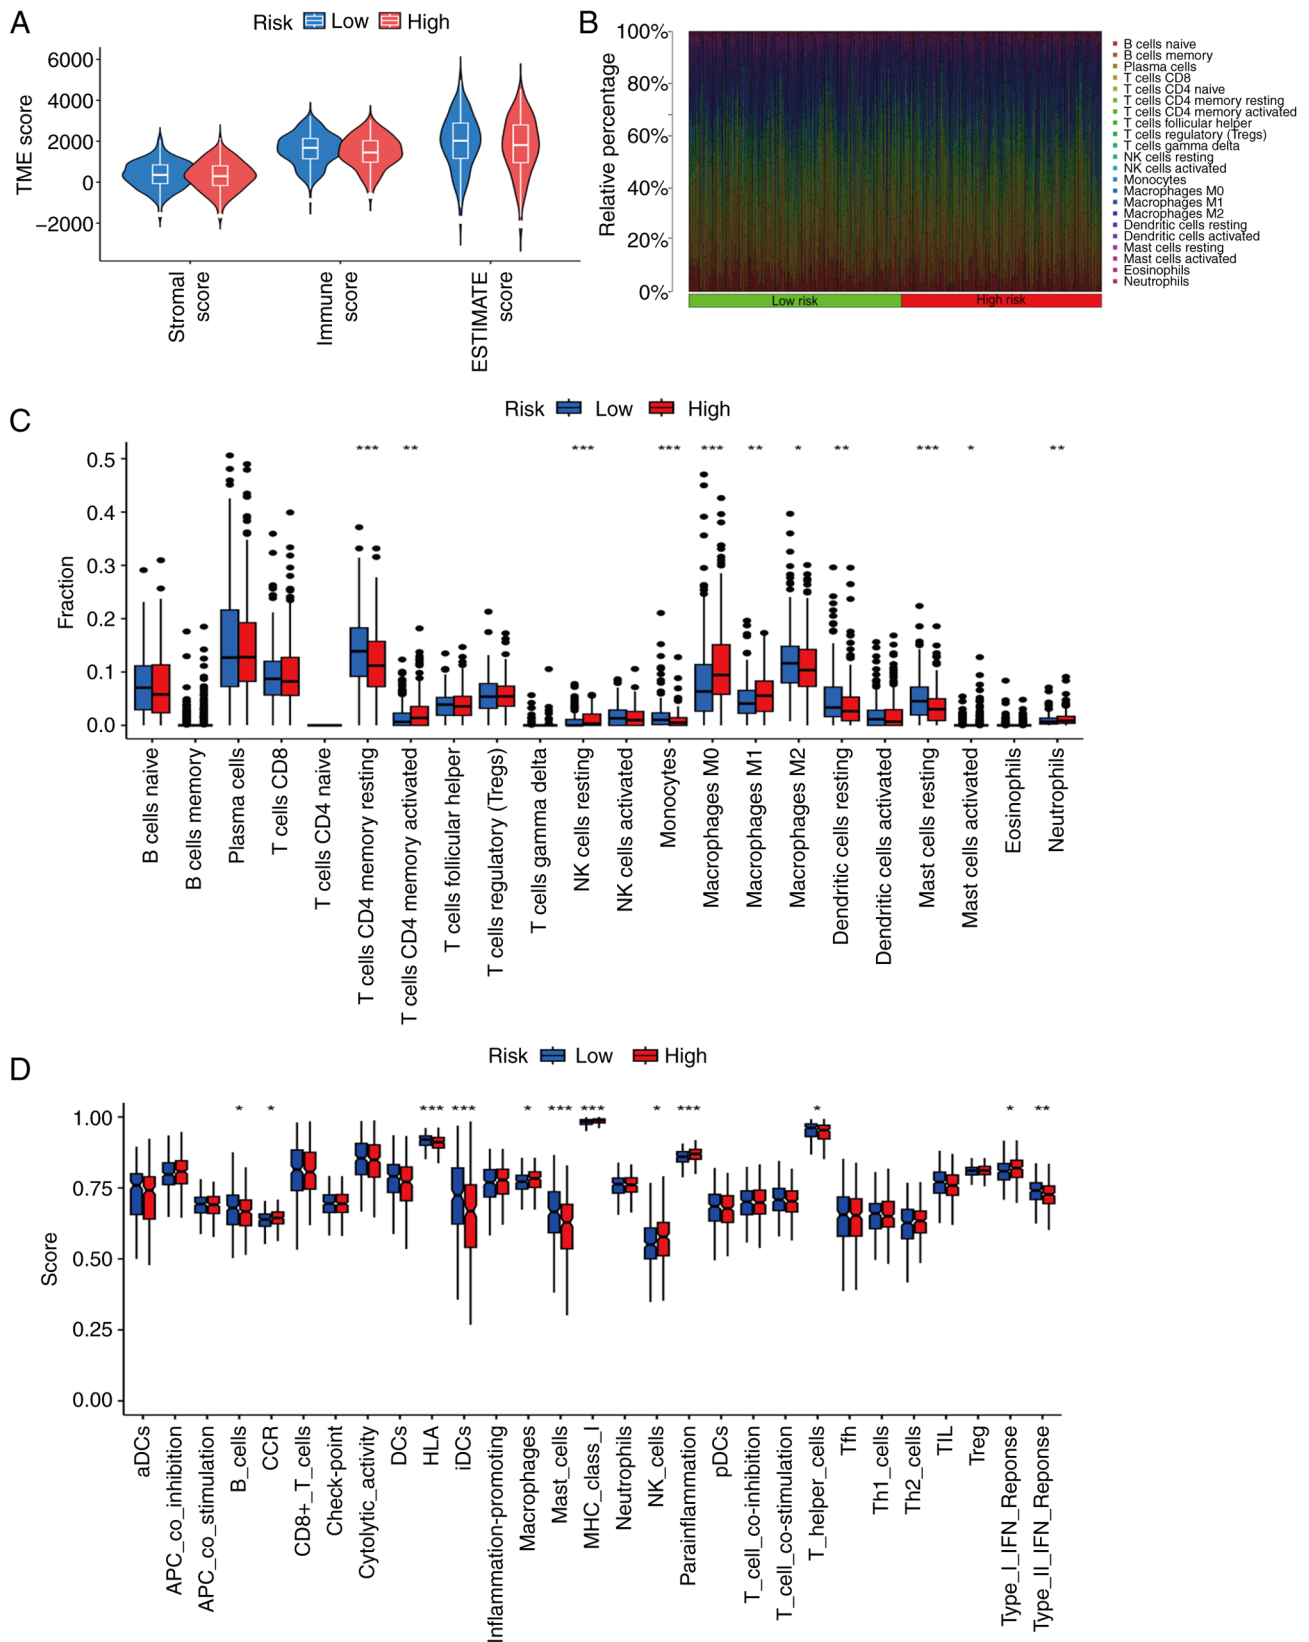 A
Risk Low High
TME score
6000
4000
2000
0
−2000
Stromal
score
Immune
score
ESTIMATE
score
B
Relative percentage
100%
80%
60%
40%
20%
0%
Low risk
High risk
B cells naive
B cells memory
Plasma cells
T cells CD8
T cells CD4 naive
T cells CD4 memory resting
T cells CD4 memory activated
T cells follicular helper
T cells regulatory (Tregs)
T cells gamma delta
NK cells resting
NK cells activated
Monocytes
Macrophages M0
Macrophages M1
Macrophages M2
Dendritic cells resting
Dendritic cells activated
Mast cells resting
Mast cells activated
Eosinophils
Neutrophils
C
Risk Low High
Fraction
0.5
0.4
0.3
0.2
0.1
0.0
*** ** *** *** *** ** * ** *** * **
B cells naive
B cells memory
Plasma cells
T cells CD8
T cells CD4 naive
T cells CD4 memory resting
T cells CD4 memory activated
T cells follicular helper
T cells regulatory (Tregs)
T cells gamma delta
NK cells resting
NK cells activated
Monocytes
Macrophages M0
Macrophages M1
Macrophages M2
Dendritic cells resting
Dendritic cells activated
Mast cells resting
Mast cells activated
Eosinophils
Neutrophils
D
Risk Low High
Score
1.00
0.75
0.50
0.25
0.00
* * *** *** * *** *** * *** * * **
aDCs
APC_co_inhibition
APC_co_stimulation
B_cells
CCR
CD8+_T_cells
Check-point
Cytolytic_activity
DCs
HLA
iDCs
Inflammation-promoting
Macrophages
Mast_cells
MHC_class_I
Neutrophils
NK_cells
Parainflammation
pDCs
T_cell_co-inhibition
T_cell_co-stimulation
T_helper_cells
Tfh
Th1_cells
Th2_cells
TIL
Treg
Type_I_IFN_Reponse
Type_II_IFN_Reponse